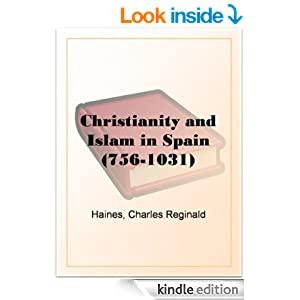 Look inside
Christianity and
Islam in Spain
(756-1031)
Haines, Charles Reginald
kindle edition